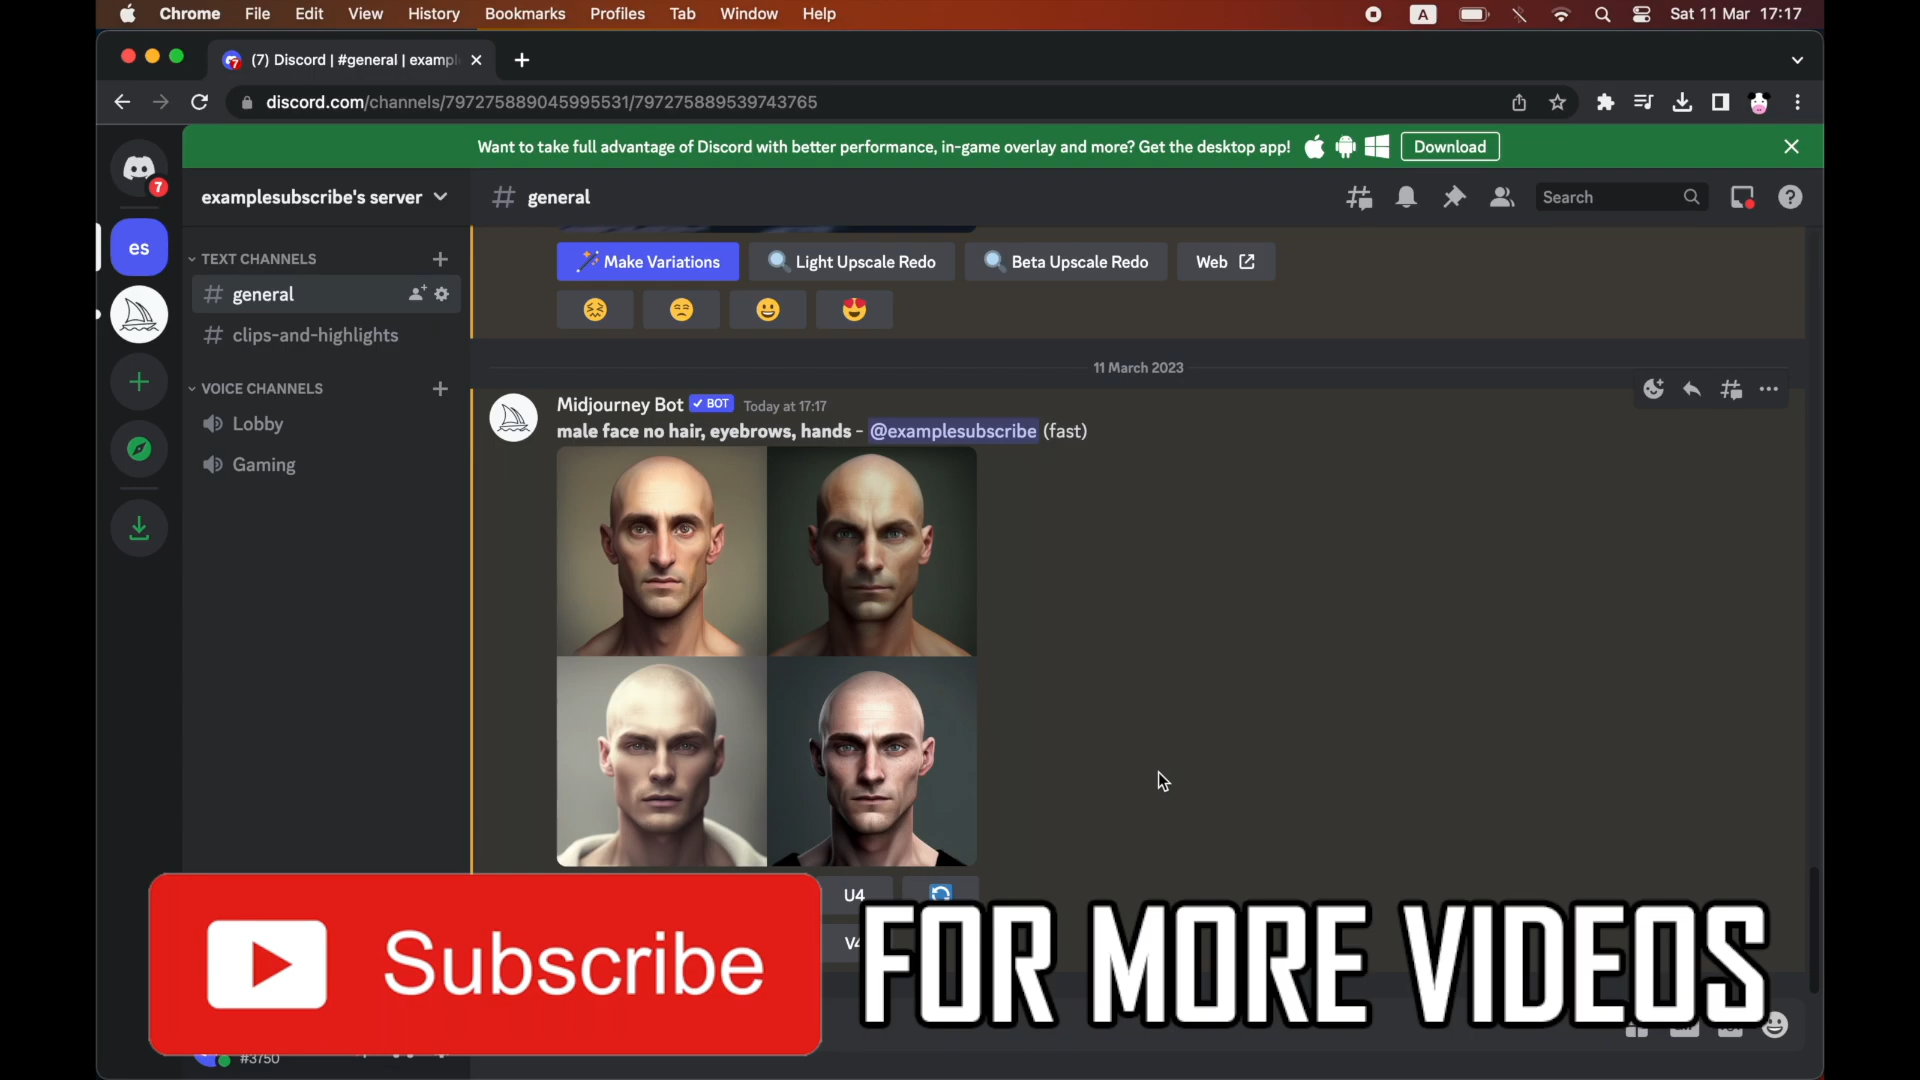 Chrome File Edit View History Bookmarks Profiles Tab Window Help
A
Sat 11 Mar 17:17
(7) Discord | #general | exampl
discord.com/channels/797275889045995531/797275889539743765
Want to take full advantage of Discord with better performance, in-game overlay and more? Get the desktop app!
Download
7
examplesubscribe's server
general
Search
es
TEXT CHANNELS
general
clips-and-highlights
VOICE CHANNELS
Lobby
Gaming
Make Variations
Light Upscale Redo
Beta Upscale Redo
Web
11 March 2023
Midjourney Bot BOT Today at 17:17
male face no hair, eyebrows, hands - @examplesubscribe (fast)
U4
Subscribe
FOR MORE VIDEOS
#3750